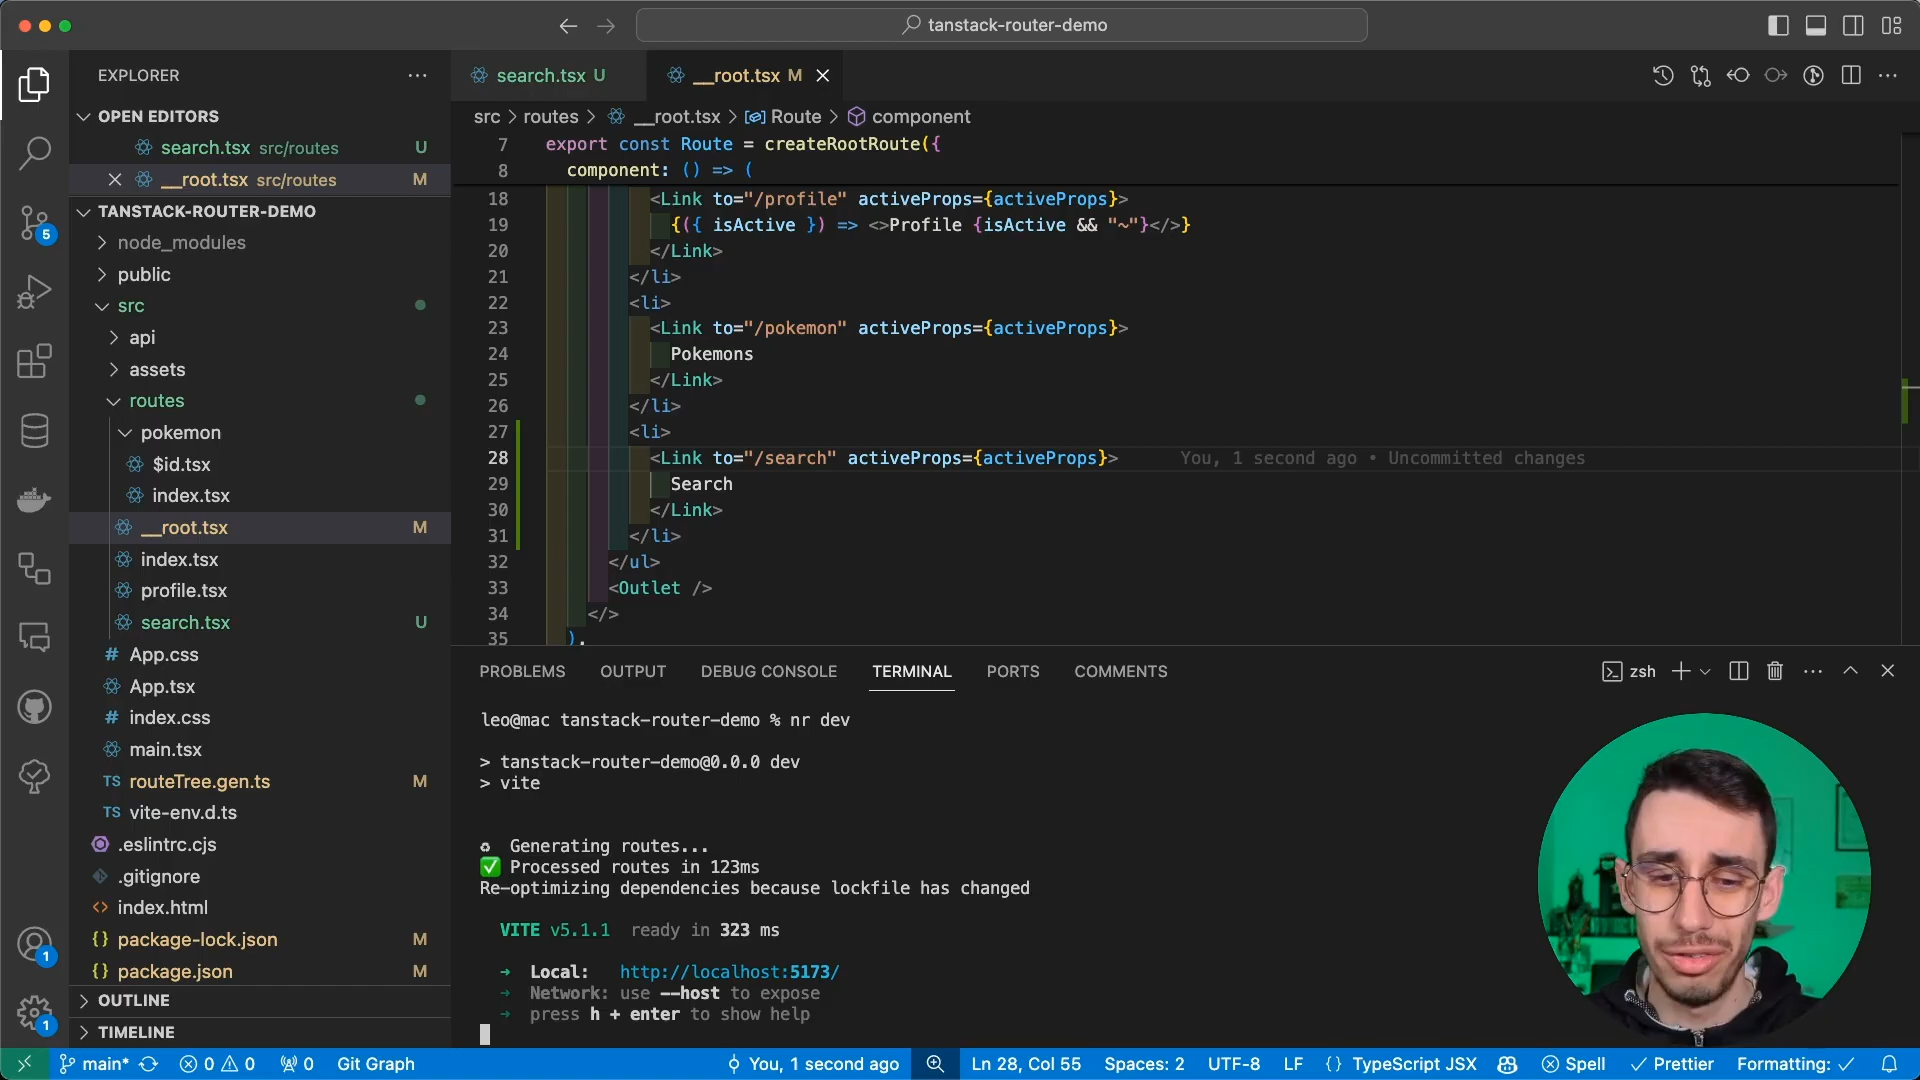 tanstack-router-demo
EXPLORER
OPEN EDITORS
search.tsx src/routes U
__root.tsx src/routes M
TANSTACK-ROUTER-DEMO
node_modules
public
src
api
assets
routes
pokemon
$id.tsx
index.tsx
__root.tsx M
index.tsx
profile.tsx
search.tsx U
# App.css
App.tsx
# index.css
main.tsx
TS routeTree.gen.ts M
TS vite-env.d.ts
.eslintrc.cjs
.gitignore
<> index.html
{} package-lock.json M
{} package.json M
OUTLINE
TIMELINE
5
1
1
search.tsx U
__root.tsx M
src > routes > __root.tsx > Route > component
7 export const Route = createRootRoute({
8 component: () => (
18 <Link to="/profile" activeProps={activeProps}>
19 {({ isActive }) => <>Profile {isActive && "~"}</>}
20 </Link>
21 </li>
22 <li>
23 <Link to="/pokemon" activeProps={activeProps}>
24 Pokemons
25 </Link>
26 </li>
27 <li>
28 <Link to="/search" activeProps={activeProps}> You, 1 second ago • Uncommitted changes
29 Search
30 </Link>
31 </li>
32 </ul>
33 <Outlet />
34 </>
35 ),
PROBLEMS OUTPUT DEBUG CONSOLE TERMINAL PORTS COMMENTS
zsh
leo@mac tanstack-router-demo % nr dev
> tanstack-router-demo@0.0.0 dev
> vite
♻ Generating routes...
✅ Processed routes in 123ms
Re-optimizing dependencies because lockfile has changed
VITE v5.1.1 ready in 323 ms
➜ Local: http://localhost:5173/
➜ Network: use --host to expose
➜ press h + enter to show help
main* 0 0 0 Git Graph You, 1 second ago Ln 28, Col 55 Spaces: 2 UTF-8 LF {} TypeScript JSX Spell Prettier Formatting: ✓